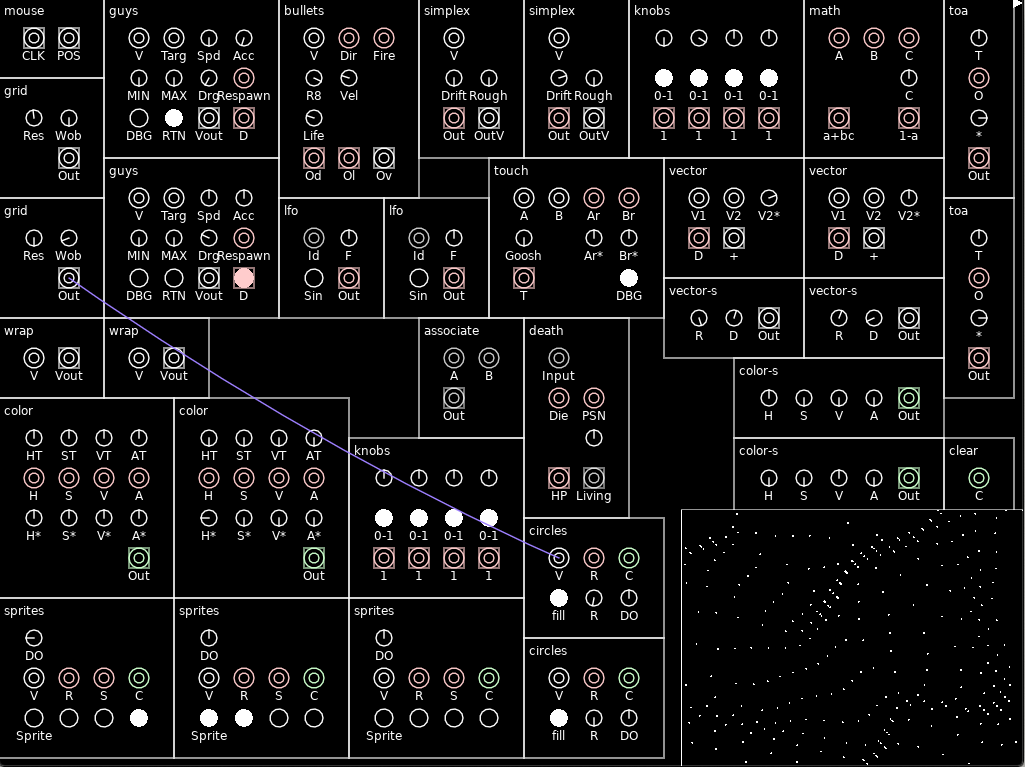 mouse
CLK POS
grid
Res Wob
Out
grid
Res Wob
Out
guys
V Targ Spd Acc
MIN MAX Drg Respawn
DBG RTN Vout D
guys
V Targ Spd Acc
MIN MAX Drg Respawn
DBG RTN Vout D
bullets
V Dir Fire
R8 Vel
Life
Od Ol Ov
simplex
V
Drift Rough
Out OutV
simplex
V
Drift Rough
Out OutV
knobs
0-1 0-1 0-1 0-1
1 1 1 1
math
A B C
C
a+bc 1-a
toa
T
O
*
Out
toa
T
O
*
Out
lfo
Id F
Sin Out
lfo
Id F
Sin Out
touch
A B Ar Br
Goosh Ar* Br*
T DBG
vector
V1 V2 V2*
D +
vector
V1 V2 V2*
D +
vector-s
R D Out
vector-s
R D Out
wrap
V Vout
wrap
V Vout
associate
A B
Out
death
Input
Die PSN
HP Living
color-s
H S V A Out
color-s
H S V A Out
clear
C
color
HT ST VT AT
H S V A
H* S* V* A*
Out
color
HT ST VT AT
H S V A
H* S* V* A*
Out
knobs
0-1 0-1 0-1 0-1
1 1 1 1
circles
V R C
fill R DO
circles
V R C
fill R DO
sprites
DO
V R S C
Sprite
sprites
DO
V R S C
Sprite
sprites
DO
V R S C
Sprite